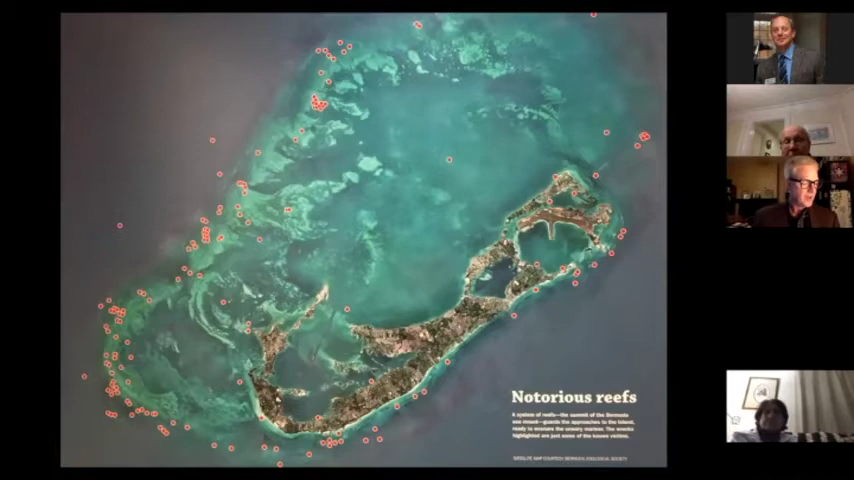 Notorious reefs
A system of reefs—the summit of the Bermuda
sea mount—guards the approaches to the Island,
ready to ensnare the unwary mariner. The wrecks
highlighted are just some of the known victims.
SATELLITE MAP COURTESY BERMUDA ZOOLOGICAL SOCIETY